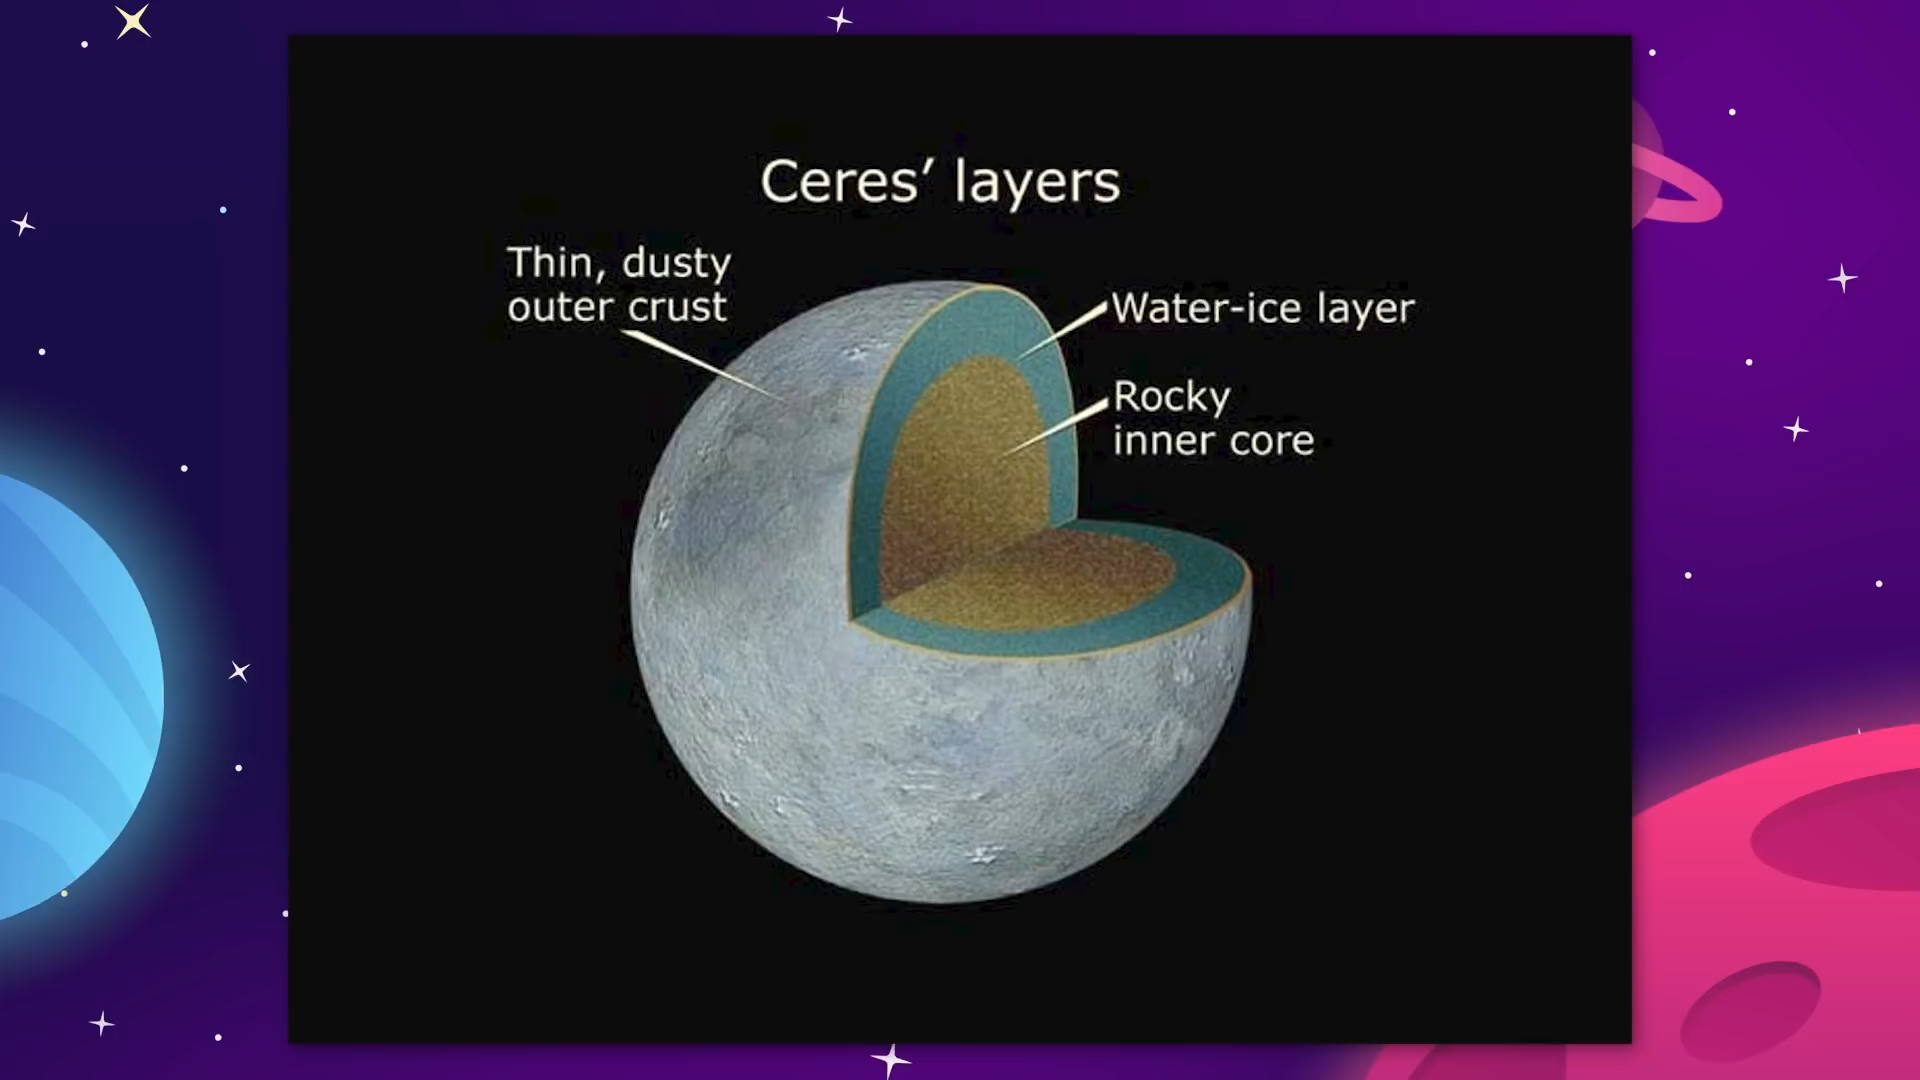 Ceres’ layers
Thin, dusty
outer crust
Water-ice layer
Rocky
inner core